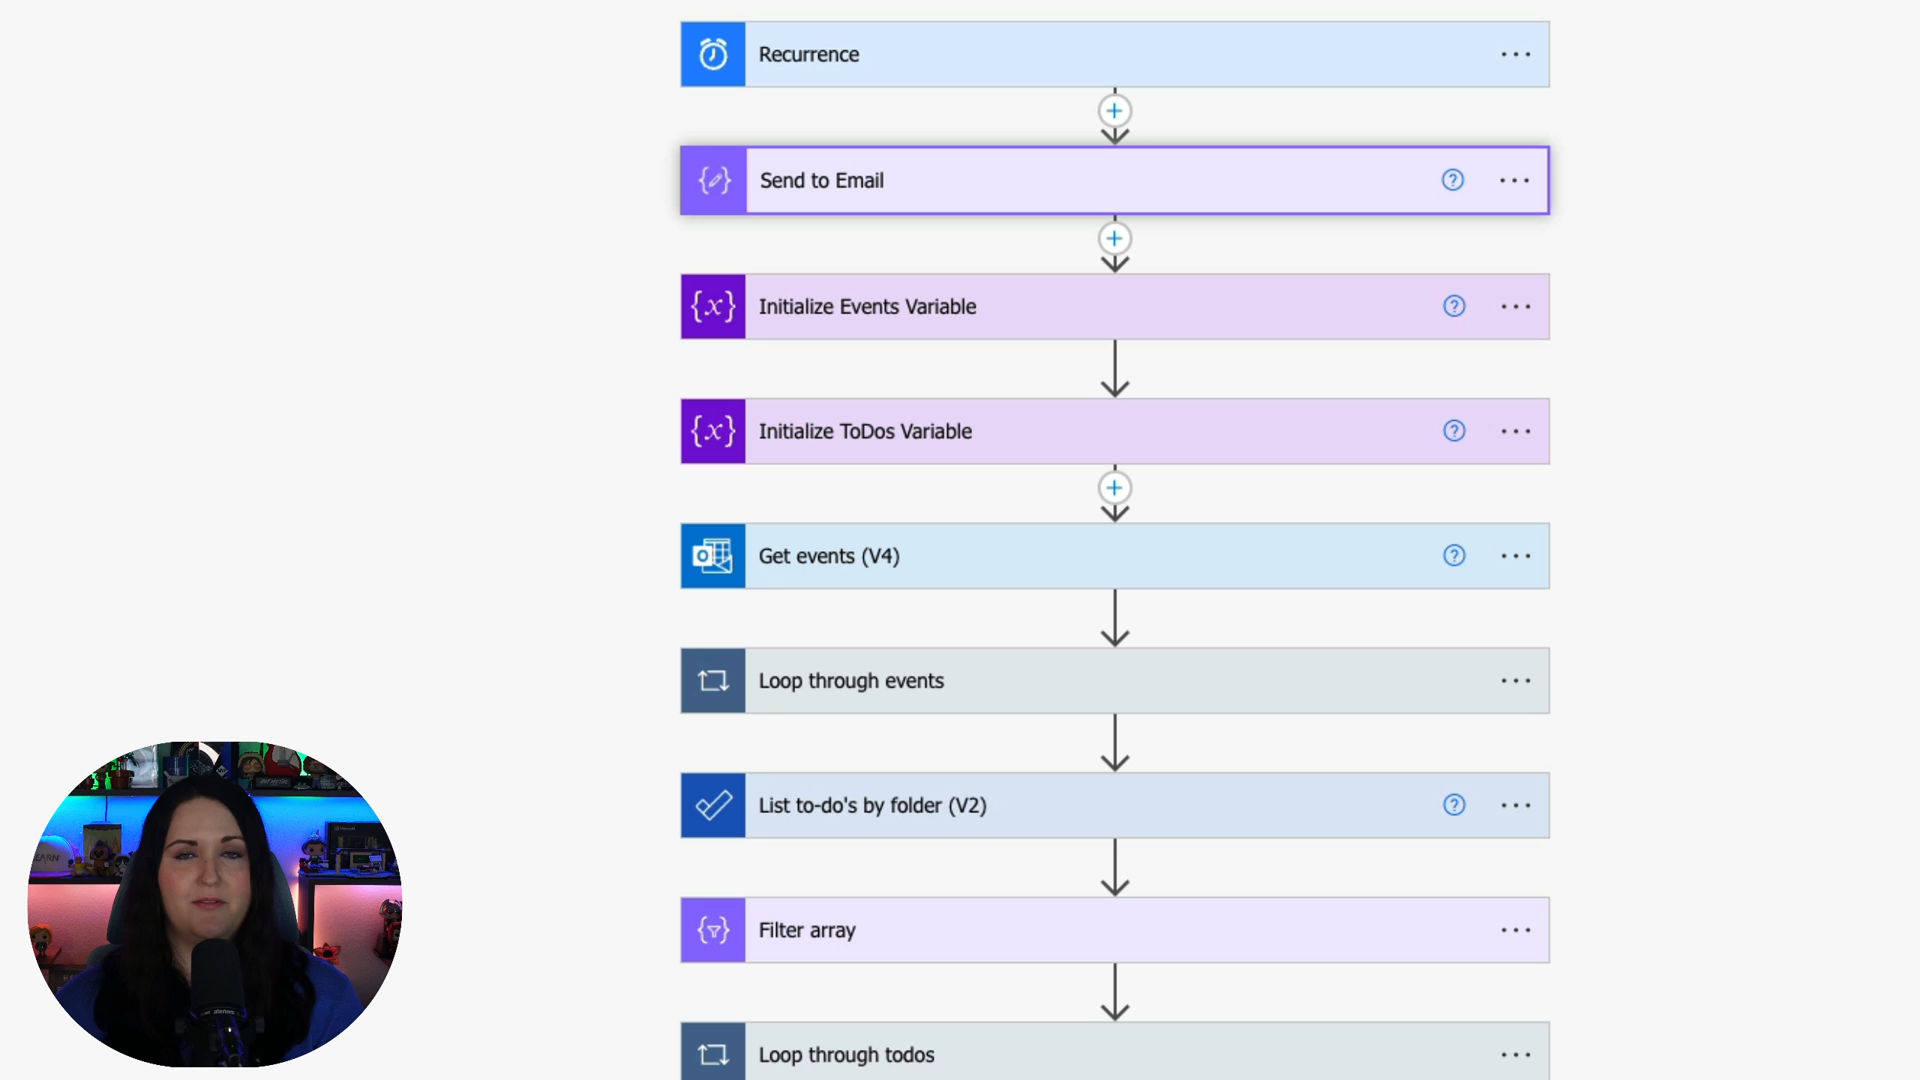 Recurrence
Send to Email
Initialize Events Variable
{x}
Initialize ToDos Variable
{x}
Get events (V4)
Loop through events
List to-do's by folder (V2)
Filter array
Loop through todos